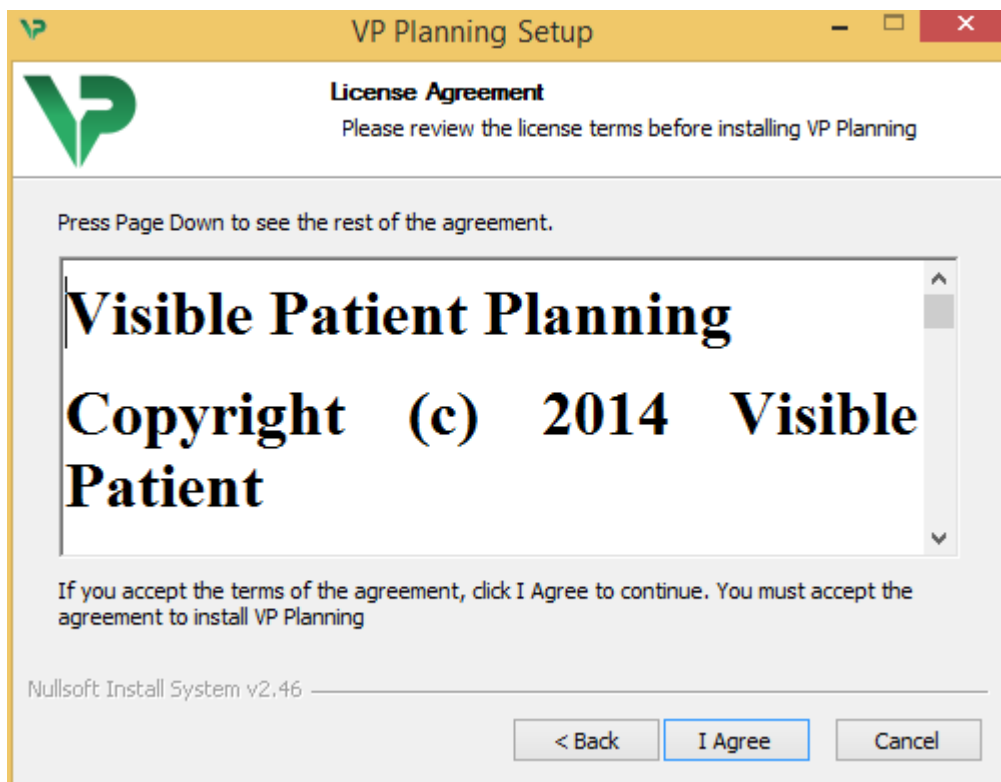 VP Planning Setup
License Agreement
Please review the license terms before installing VP Planning
Press Page Down to see the rest of the agreement.
Visible Patient Planning
Copyright (c) 2014 Visible
Patient
If you accept the terms of the agreement, click I Agree to continue. You must accept the
agreement to install VP Planning
Nullsoft Install System v2.46
< Back I Agree Cancel